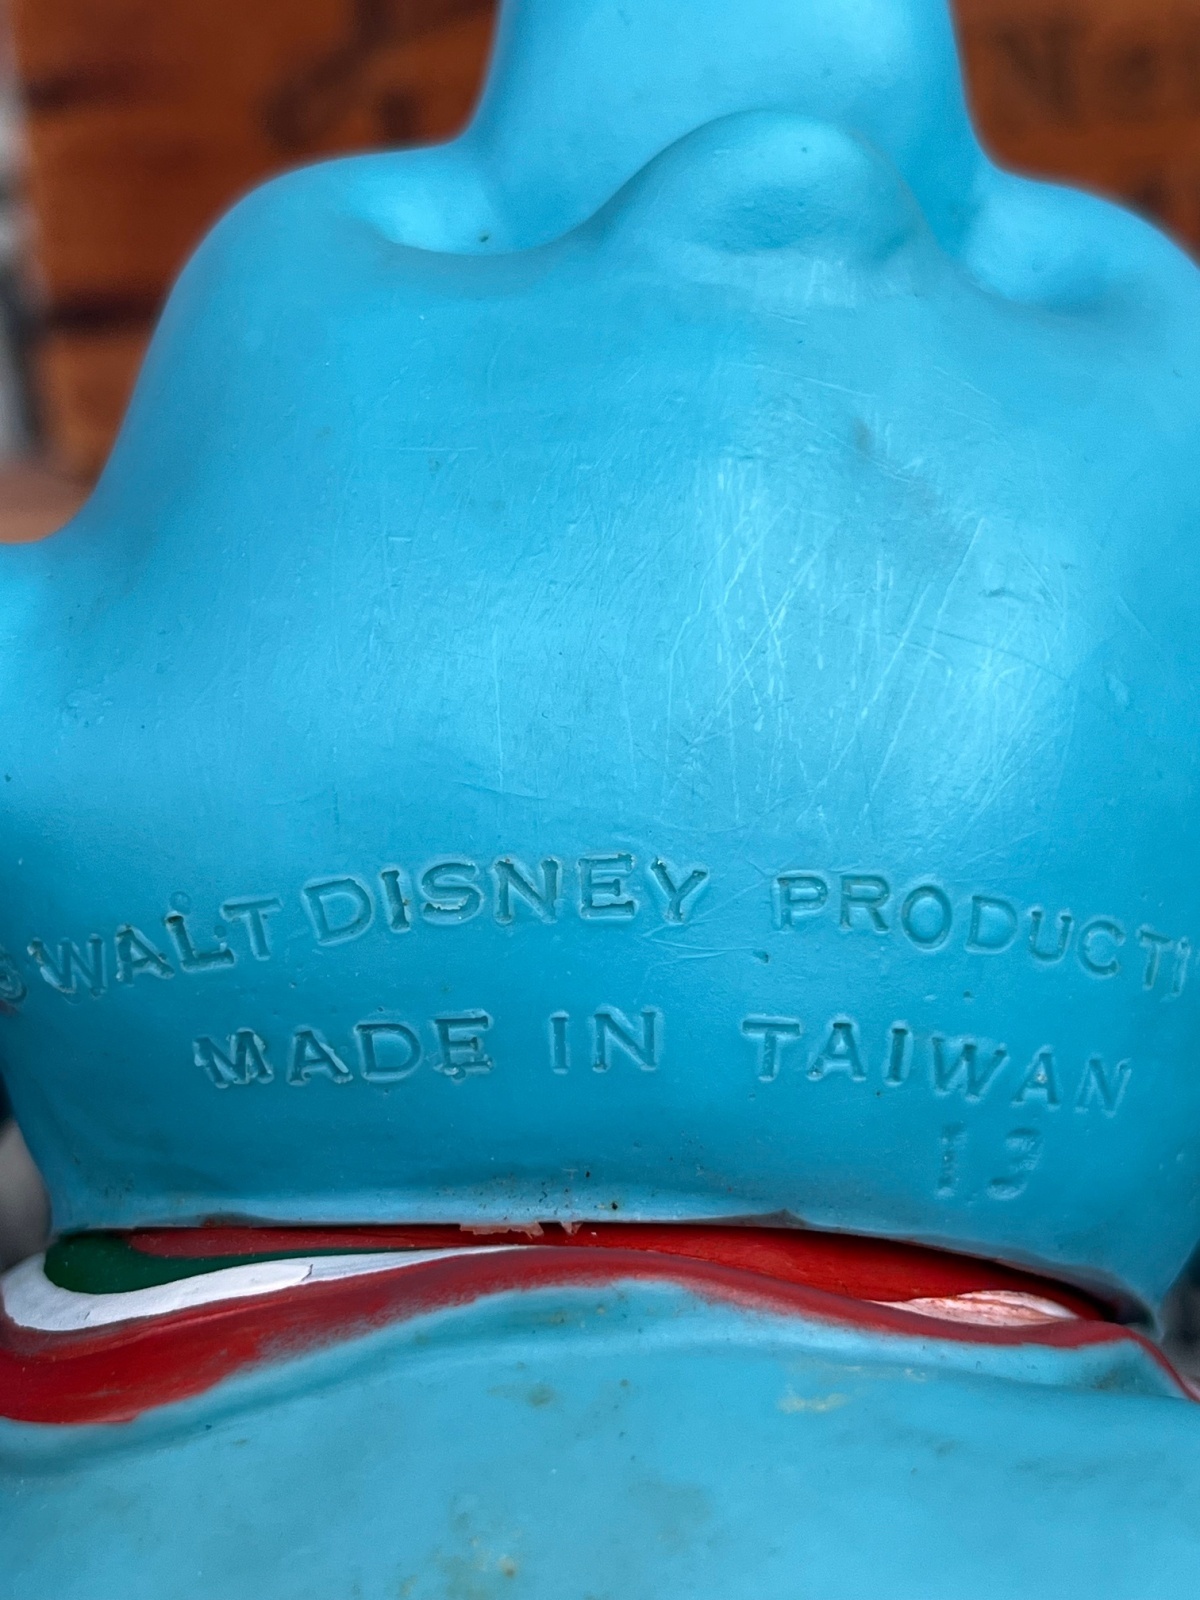 © WALT DISNEY PRODUCTI
MADE IN TAIWAN
13